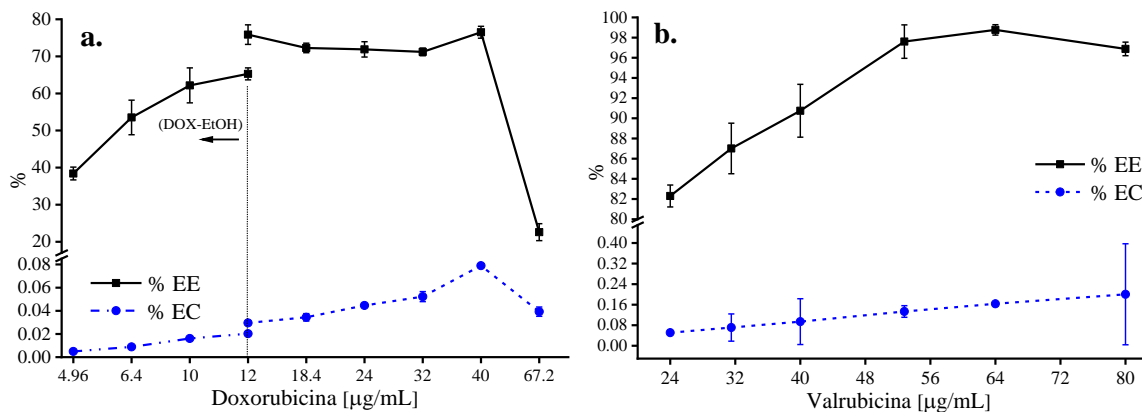 a.
80
70
60
50
40
30
20
0.08
0.06
0.04
0.02
0.00
%
(DOX-EtOH)
% EE
% EC
4.96 6.4 10 12 18.4 24 32 40 67.2
Doxorubicina [µg/mL]
b.
100
98
96
94
92
90
88
86
84
82
80
0.40
0.32
0.24
0.16
0.08
0.00
%
% EE
% EC
24 32 40 48 56 64 72 80
Valrubicina [µg/mL]